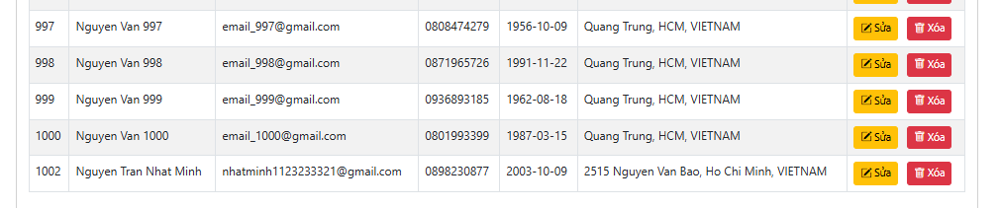 997 Nguyen Van 997 email_997@gmail.com 0808474279 1956-10-09 Quang Trung, HCM, VIETNAM Sửa Xóa
998 Nguyen Van 998 email_998@gmail.com 0871965726 1991-11-22 Quang Trung, HCM, VIETNAM Sửa Xóa
999 Nguyen Van 999 email_999@gmail.com 0936893185 1962-08-18 Quang Trung, HCM, VIETNAM Sửa Xóa
1000 Nguyen Van 1000 email_1000@gmail.com 0801993399 1987-03-15 Quang Trung, HCM, VIETNAM Sửa Xóa
1002 Nguyen Tran Nhat Minh nhatminh1123233321@gmail.com 0898230877 2003-10-09 2515 Nguyen Van Bao, Ho Chi Minh, VIETNAM Sửa Xóa